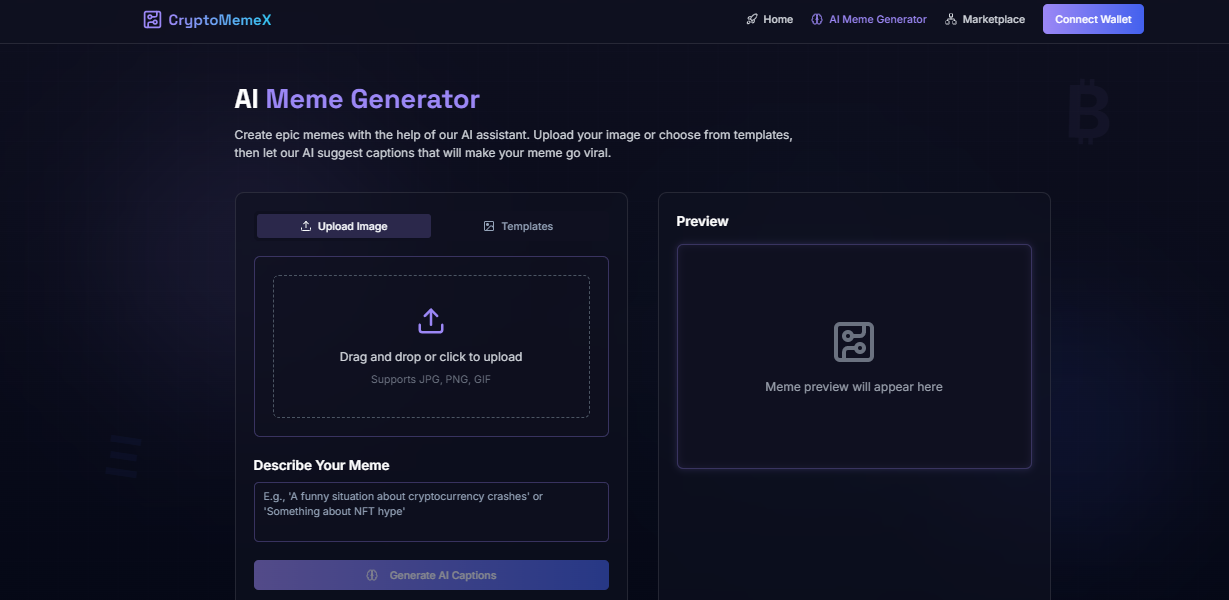 CryptoMemeX
Home
AI Meme Generator
Marketplace
Connect Wallet
AI Meme Generator
Create epic memes with the help of our AI assistant. Upload your image or choose from templates,
then let our AI suggest captions that will make your meme go viral.
Upload Image
Templates
Drag and drop or click to upload
Supports JPG, PNG, GIF
Describe Your Meme
E.g., 'A funny situation about cryptocurrency crashes' or
'Something about NFT hype'
Generate AI Captions
Preview
Meme preview will appear here